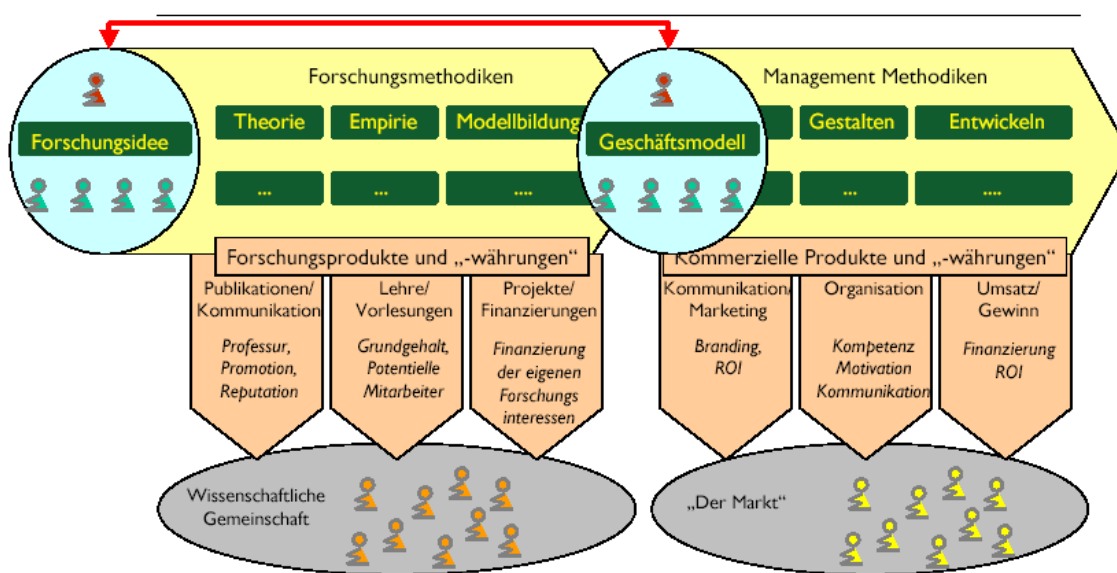 Forschungsmethodiken
Management Methodiken
Forschungsidee
Theorie
Empirie
Modellbildung
Geschäftsmodell
Gestalten
Entwickeln
...
...
....
...
....
Forschungsprodukte und „-währungen“
Kommerzielle Produkte und „-währungen“
Publikationen/
Kommunikation
Professur,
Promotion,
Reputation
Lehre/
Vorlesungen
Grundgehalt,
Potentielle
Mitarbeiter
Projekte/
Finanzierungen
Finanzierung
der eigenen
Forschungs
interessen
Kommunikation/
Marketing
Branding,
ROI
Organisation
Kompetenz
Motivation
Kommunikation
Umsatz/
Gewinn
Finanzierung
ROI
Wissenschaftliche
Gemeinschaft
„Der Markt“